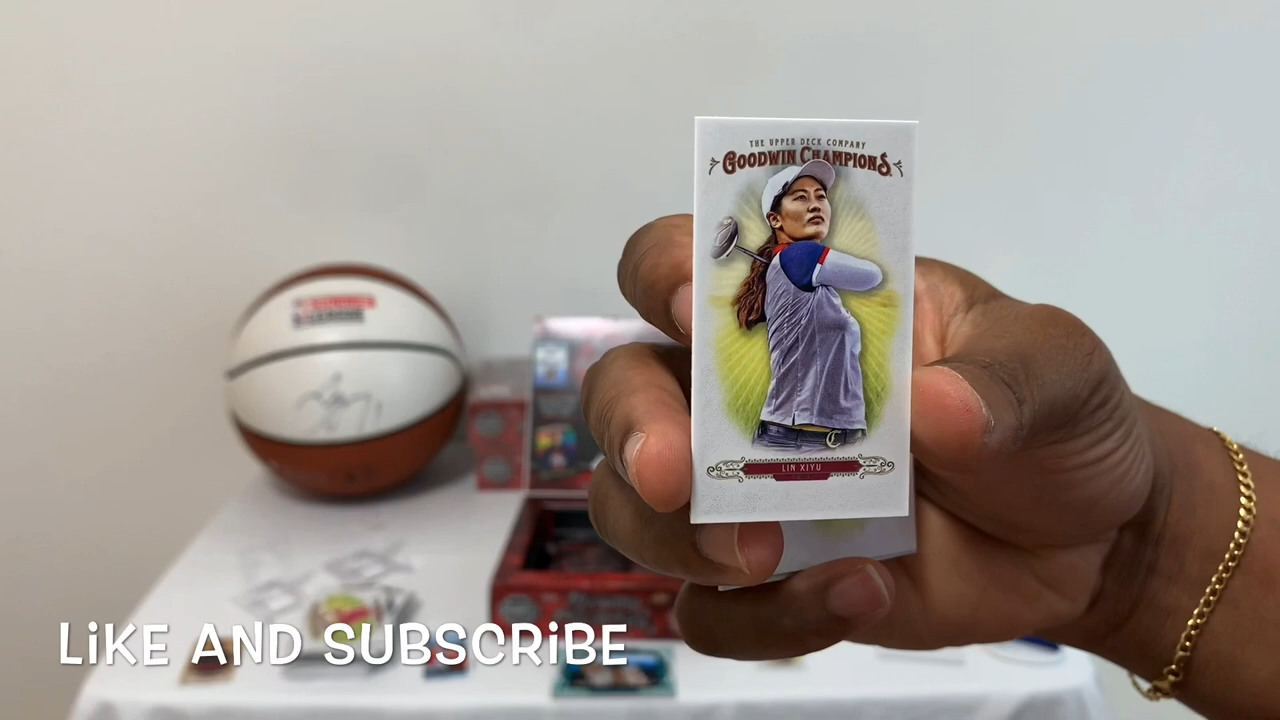 THE UPPER DECK COMPANY
GOODWIN CHAMPIONS
LIN XIYU
LiKE AND SUBSCRiBE